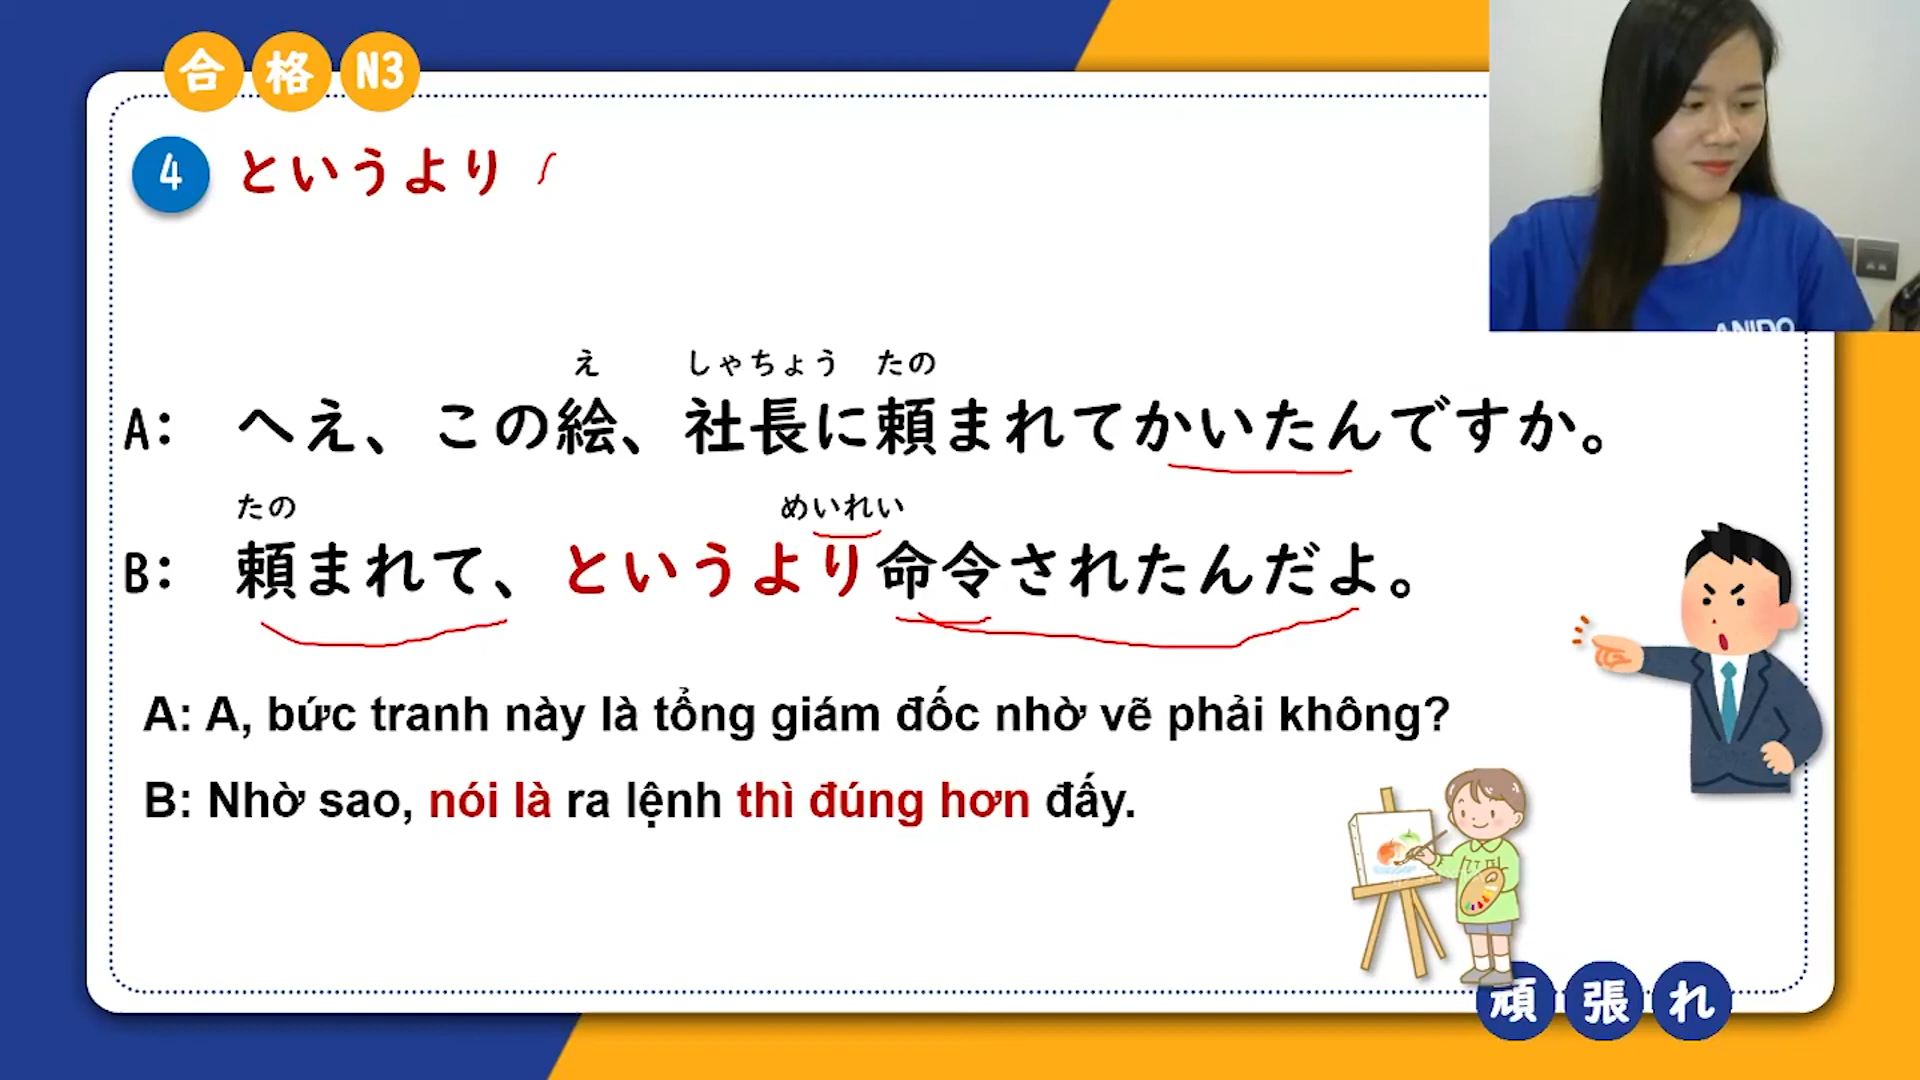 合格N3
4 というより
え しゃちょう たの
A: へえ、この絵、社長に頼まれてかいたんですか。
たの めいれい
B: 頼まれて、というより命令されたんだよ。
A: A, bức tranh này là tổng giám đốc nhờ vẽ phải không?
B: Nhờ sao, nói là ra lệnh thì đúng hơn đấy.
頑張れ